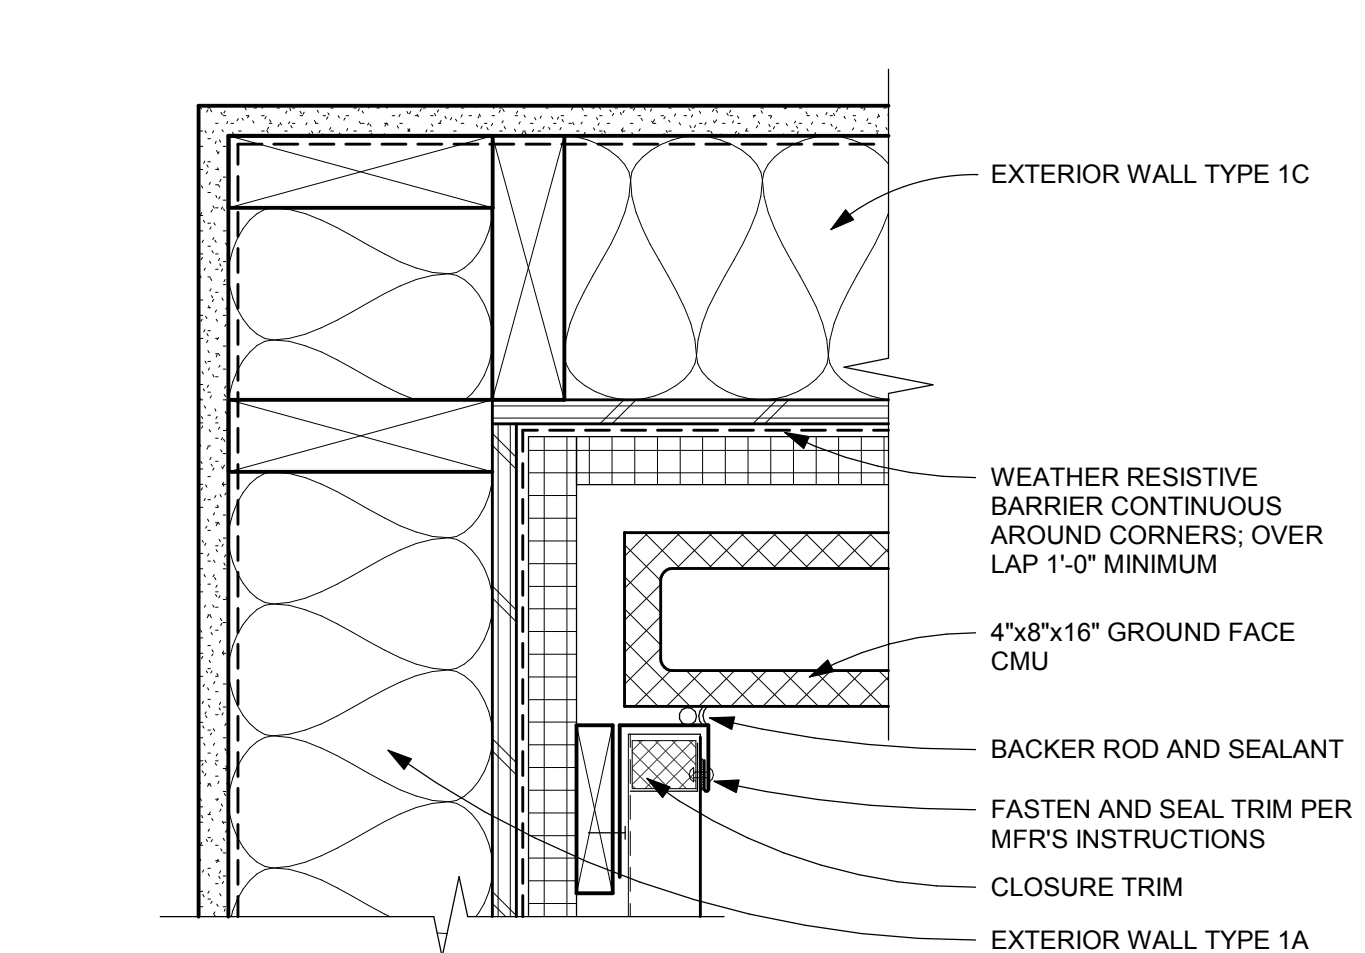 EXTERIOR WALL TYPE 1C
WEATHER RESISTIVE
BARRIER CONTINUOUS
AROUND CORNERS; OVER
LAP 1'-0" MINIMUM
4"x8"x16" GROUND FACE
CMU
BACKER ROD AND SEALANT
FASTEN AND SEAL TRIM PER
MFR'S INSTRUCTIONS
CLOSURE TRIM
EXTERIOR WALL TYPE 1A